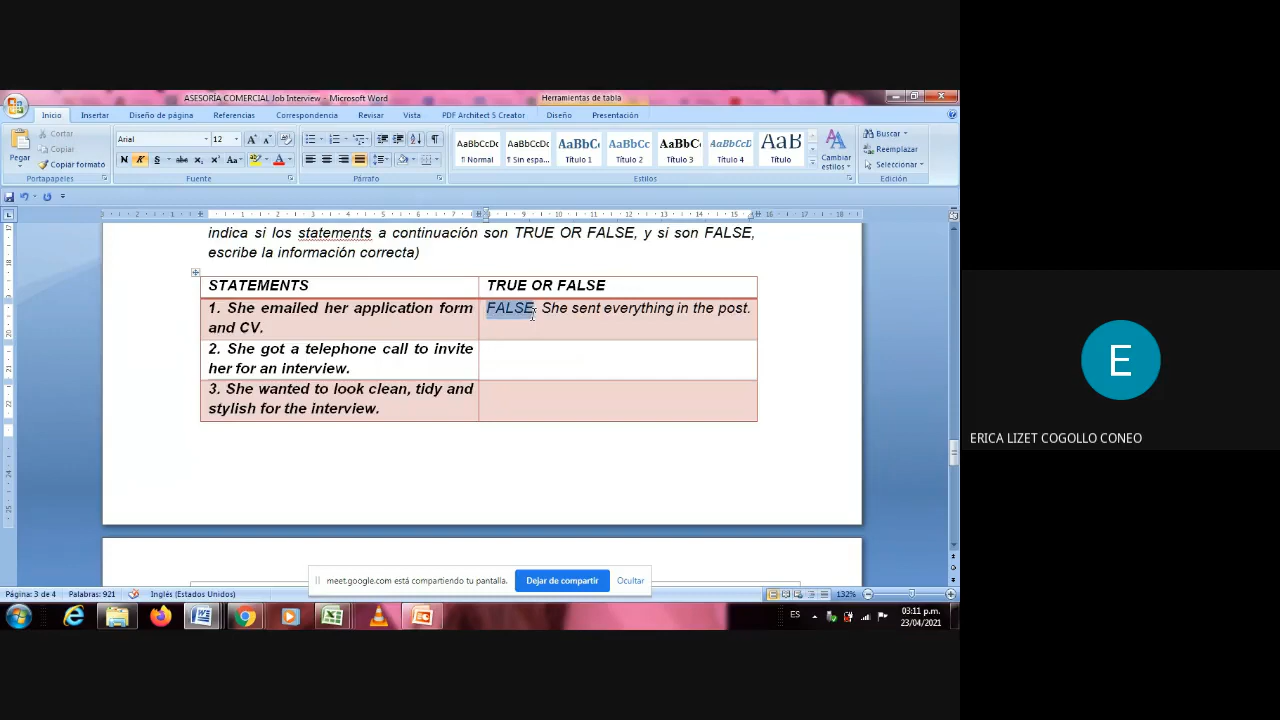 ASESORÍA COMERCIAL Job Interview - Microsoft Word
Herramientas de tabla
Inicio Insertar Diseño de página Referencias Correspondencia Revisar Vista PDF Architect 5 Creator Diseño Presentación
Pegar
Cortar
Copiar
Copiar formato
Portapapeles
Arial 12
Fuente
Párrafo
AaBbCcDc AaBbCcDc AaBbCc AaBbCc AaBbCc AaBbCcDc AaB
¶ Normal ¶ Sin espa... Título 1 Título 2 Título 3 Título 4 Título
Cambiar estilos
Estilos
Buscar
Reemplazar
Seleccionar
Edición
indica si los statements a continuación son TRUE OR FALSE, y si son FALSE,
escribe la información correcta)
STATEMENTS TRUE OR FALSE
1. She emailed her application form FALSE. She sent everything in the post.
and CV.
2. She got a telephone call to invite
her for an interview.
3. She wanted to look clean, tidy and
stylish for the interview.
meet.google.com está compartiendo tu pantalla. Dejar de compartir Ocultar
Página: 3 de 4 Palabras: 921 Inglés (Estados Unidos) 132%
ES 03:11 p.m.
23/04/2021
E
ERICA LIZET COGOLLO CONEO